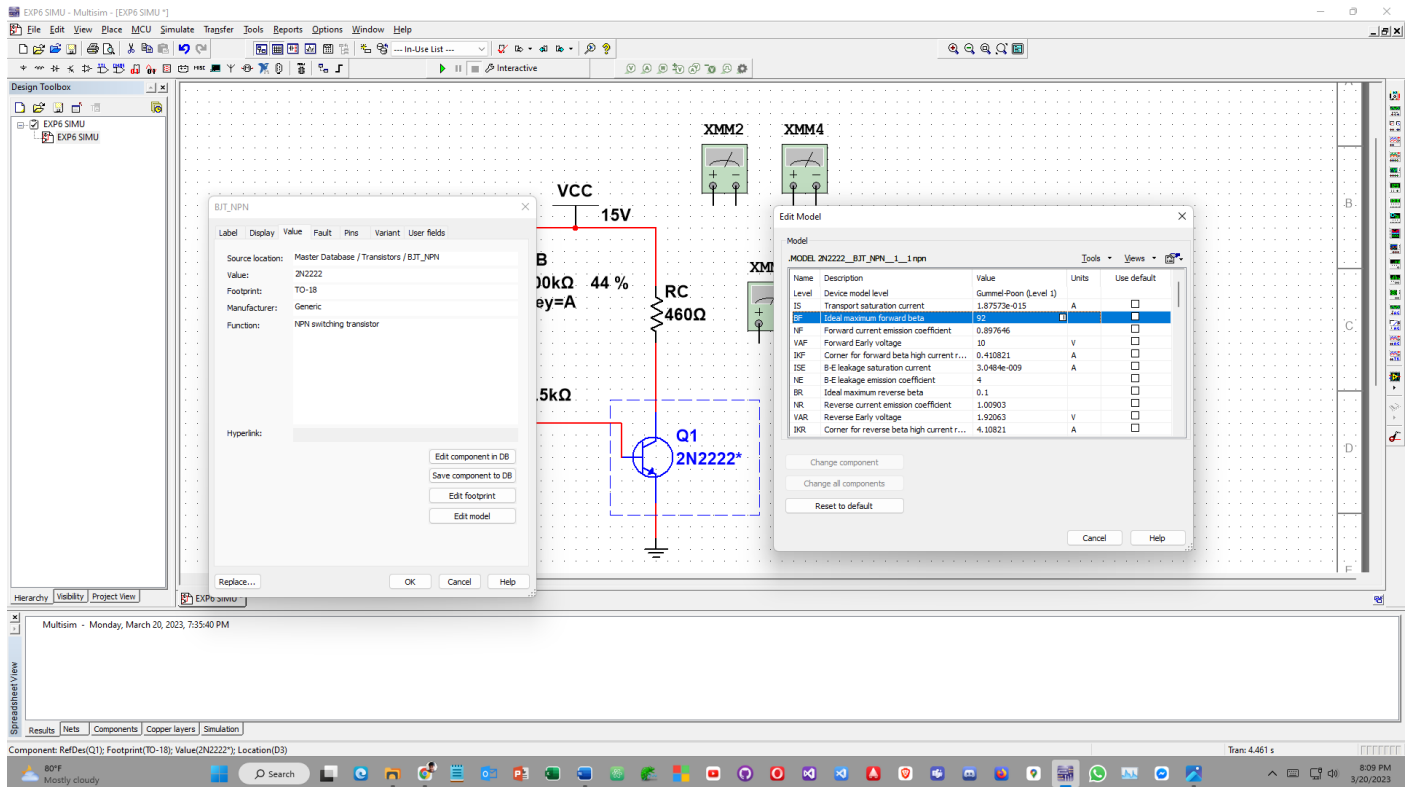 EXP6 SIMU - Multisim - [EXP6 SIMU *]
File Edit View Place MCU Simulate Transfer Tools Reports Options Window Help
--- In-Use List ---
Interactive
Design Toolbox
EXP6 SIMU
EXP6 SIMU
XMM2 XMM4
VCC
15V
44 %
ey=A
RC
460Ω
.5kΩ
Q1
2N2222*
B
C
D
BJT_NPN
Label Display Value Fault Pins Variant User fields
Source location: Master Database / Transistors / BJT_NPN
Value: 2N2222
Footprint: TO-18
Manufacturer: Generic
Function: NPN switching transistor
Hyperlink:
Edit component in DB
Save component to DB
Edit footprint
Edit model
Replace... OK Cancel Help
Edit Model
Model
.MODEL 2N2222__BJT_NPN__1__1 npn Tools Views
Name Description Value Units Use default
Level Device model level Gummel-Poon (Level 1)
IS Transport saturation current 1.87573e-015 A
BF Ideal maximum forward beta 92
NF Forward current emission coefficient 0.897646
VAF Forward Early voltage 10 V
IKF Corner for forward beta high current r... 0.410821 A
ISE B-E leakage saturation current 3.0484e-009 A
NE B-E leakage emission coefficient 4
BR Ideal maximum reverse beta 0.1
NR Reverse current emission coefficient 1.00903
VAR Reverse Early voltage 1.92063 V
IKR Corner for reverse beta high current r... 4.10821 A
Change component
Change all components
Reset to default
Cancel Help
Hierarchy Visibility Project View
EXP6 SIMU
Multisim - Monday, March 20, 2023, 7:35:40 PM
Spreadsheet View
Results Nets Components Copper layers Simulation
Component: RefDes(Q1); Footprint(TO-18); Value(2N2222*); Location(D3) Tran: 4.461 s
80°F
Mostly cloudy
Search
8:09 PM
3/20/2023